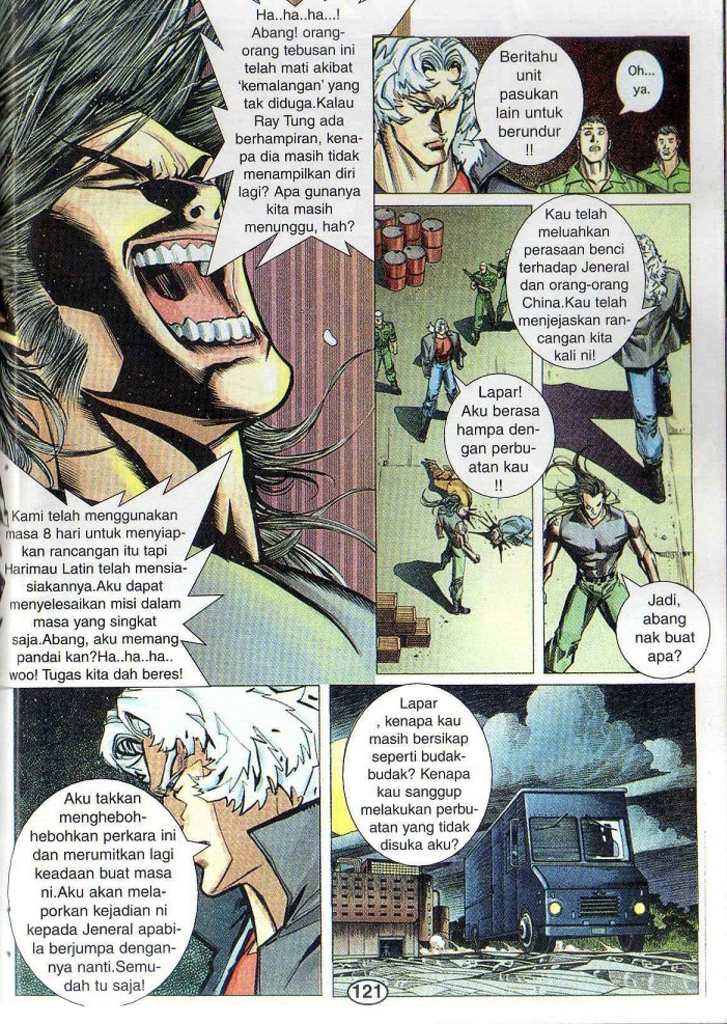 Ha..ha..ha...!
Abang! orang-
orang tebusan ini
telah mati akibat
'kemalangan' yang
tak diduga.Kalau
Ray Tung ada
berhampiran, kena-
pa dia masih tidak
menampilkan diri
lagi? Apa gunanya
kita masih
menunggu, hah?
Kami telah menggunakan
masa 8 hari untuk menyiap-
kan rancangan itu tapi
Harimau Latin telah mensia-
siakannya.Aku dapat
menyelesaikan misi dalam
masa yang singkat
saja.Abang, aku memang
pandai kan?Ha..ha..ha..
woo! Tugas kita dah beres!
Beritahu
unit
pasukan
lain untuk
berundur
!!
Oh...
ya.
Kau telah
meluahkan
perasaan benci
terhadap Jeneral
dan orang-orang
China.Kau telah
menjejaskan ran-
cangan kita
kali ni!
Lapar!
Aku berasa
hampa den-
gan perbu-
atan kau
!!
Jadi,
abang
nak buat
apa?
Aku takkan
mengheboh-
hebohkan perkara ini
dan merumitkan lagi
keadaan buat masa
ni.Aku akan mela-
porkan kejadian ni
kepada Jeneral apabi-
la berjumpa dengan-
nya nanti.Semu-
dah tu saja!
Lapar
, kenapa kau
masih bersikap
seperti budak-
budak? Kenapa
kau sanggup
melakukan perbu-
atan yang tidak
disuka aku?
121